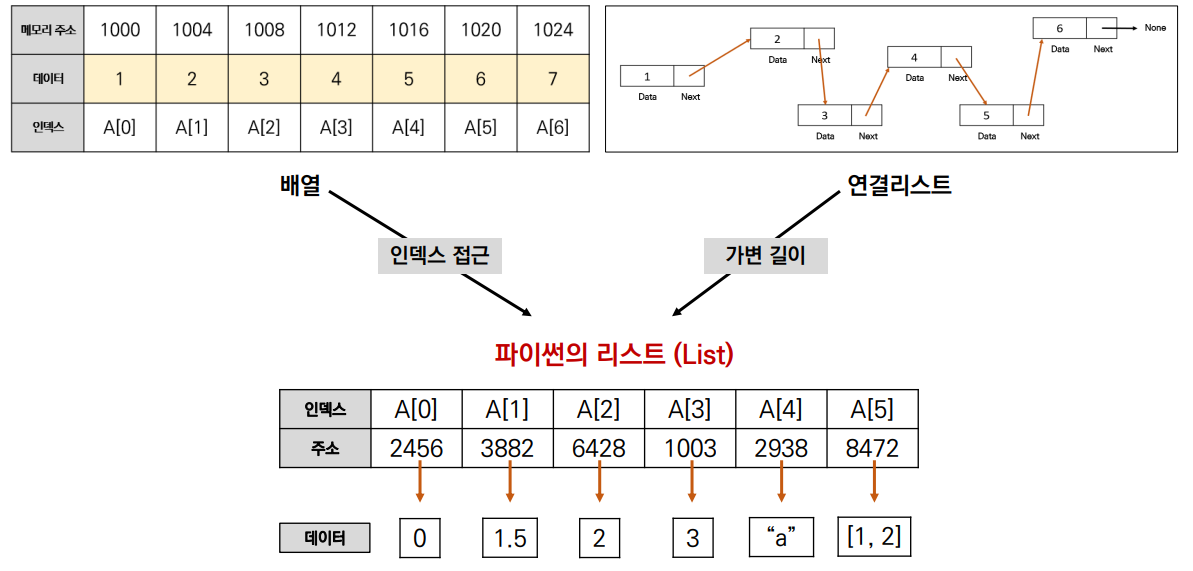 메모리 주소 1000 1004 1008 1012 1016 1020 1024
데이터 1 2 3 4 5 6 7
인덱스 A[0] A[1] A[2] A[3] A[4] A[5] A[6]
1
Data Next
2
Data Next
3
Data Next
4
Data Next
5
Data Next
6 None
Data Next
배열
연결리스트
인덱스 접근
가변 길이
파이썬의 리스트 (List)
인덱스 A[0] A[1] A[2] A[3] A[4] A[5]
주소 2456 3882 6428 1003 2938 8472
데이터 0 1.5 2 3 “a” [1, 2]